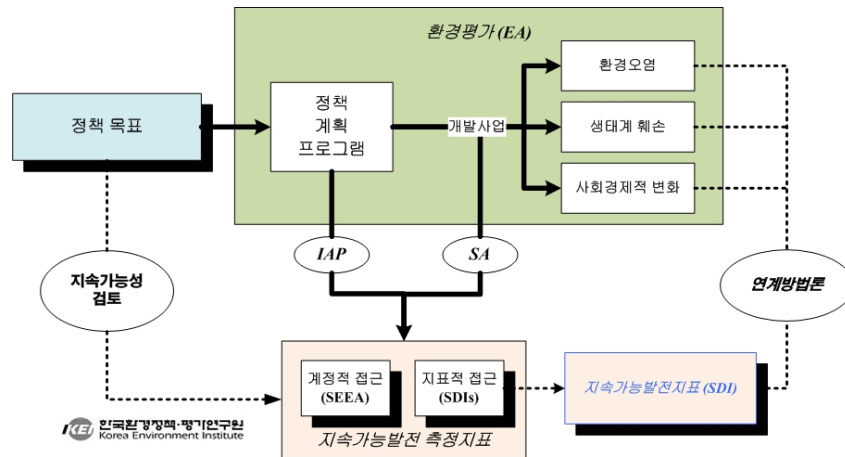 환경평가 (EA)
정책 목표
정책
계획
프로그램
개발사업
환경오염
생태계 훼손
사회경제적 변화
IAP
SA
지속가능성
검토
연계방법론
계정적 접근
(SEEA)
지표적 접근
(SDIs)
지속가능발전 측정지표
지속가능발전지표 (SDI)
KEI 한국환경정책·평가연구원
Korea Environment Institute